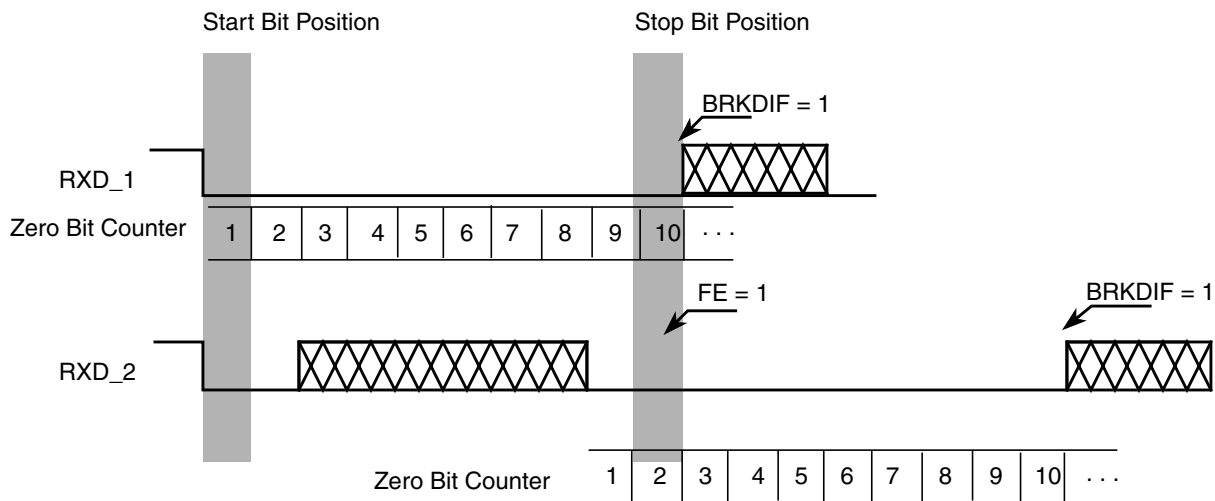 Start Bit Position
Stop Bit Position
BRKDIF = 1
RXD_1
Zero Bit Counter
1 2 3 4 5 6 7 8 9 10 . . .
FE = 1
BRKDIF = 1
RXD_2
Zero Bit Counter
1 2 3 4 5 6 7 8 9 10 . . .